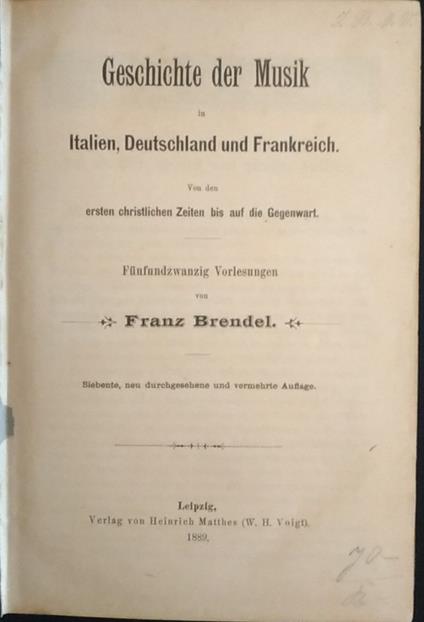 Geschichte der Musik
in
Italien, Deutschland und Frankreich.
Von den
ersten christlichen Zeiten bis auf die Gegenwart.
Fünfundzwanzig Vorlesungen
von
Franz Brendel.
Siebente, neu durchgesehene und vermehrte Auflage.
Leipzig,
Verlag von Heinrich Matthes (W. H. Voigt).
1889.
70-